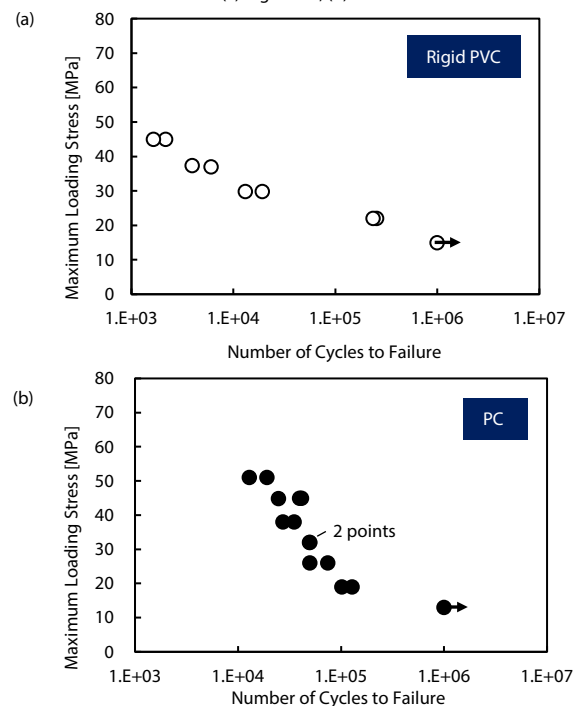 (a)
Rigid PVC
Maximum Loading Stress [MPa]
80
70
60
50
40
30
20
10
0
1.E+03 1.E+04 1.E+05 1.E+06 1.E+07
Number of Cycles to Failure
(b)
PC
Maximum Loading Stress [MPa]
80
70
60
50
40
30
20
10
0
2 points
1.E+03 1.E+04 1.E+05 1.E+06 1.E+07
Number of Cycles to Failure